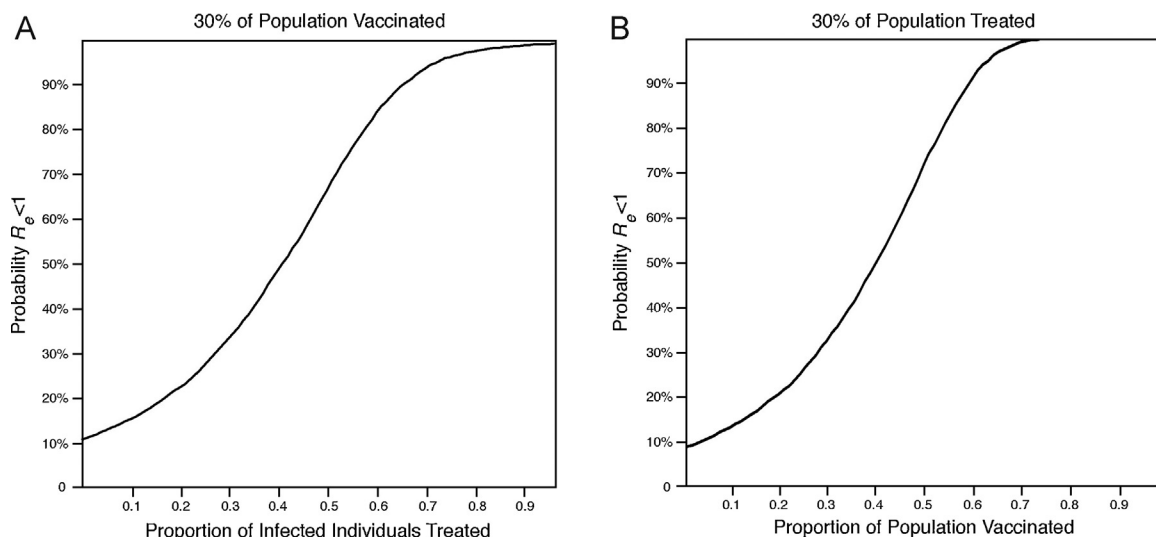 A
30% of Population Vaccinated
90%
80%
70%
60%
50%
40%
30%
20%
10%
0
Probability Re<1
0.1 0.2 0.3 0.4 0.5 0.6 0.7 0.8 0.9
Proportion of Infected Individuals Treated
B
30% of Population Treated
90%
80%
70%
60%
50%
40%
30%
20%
10%
0
Probability Re<1
0.1 0.2 0.3 0.4 0.5 0.6 0.7 0.8 0.9
Proportion of Population Vaccinated